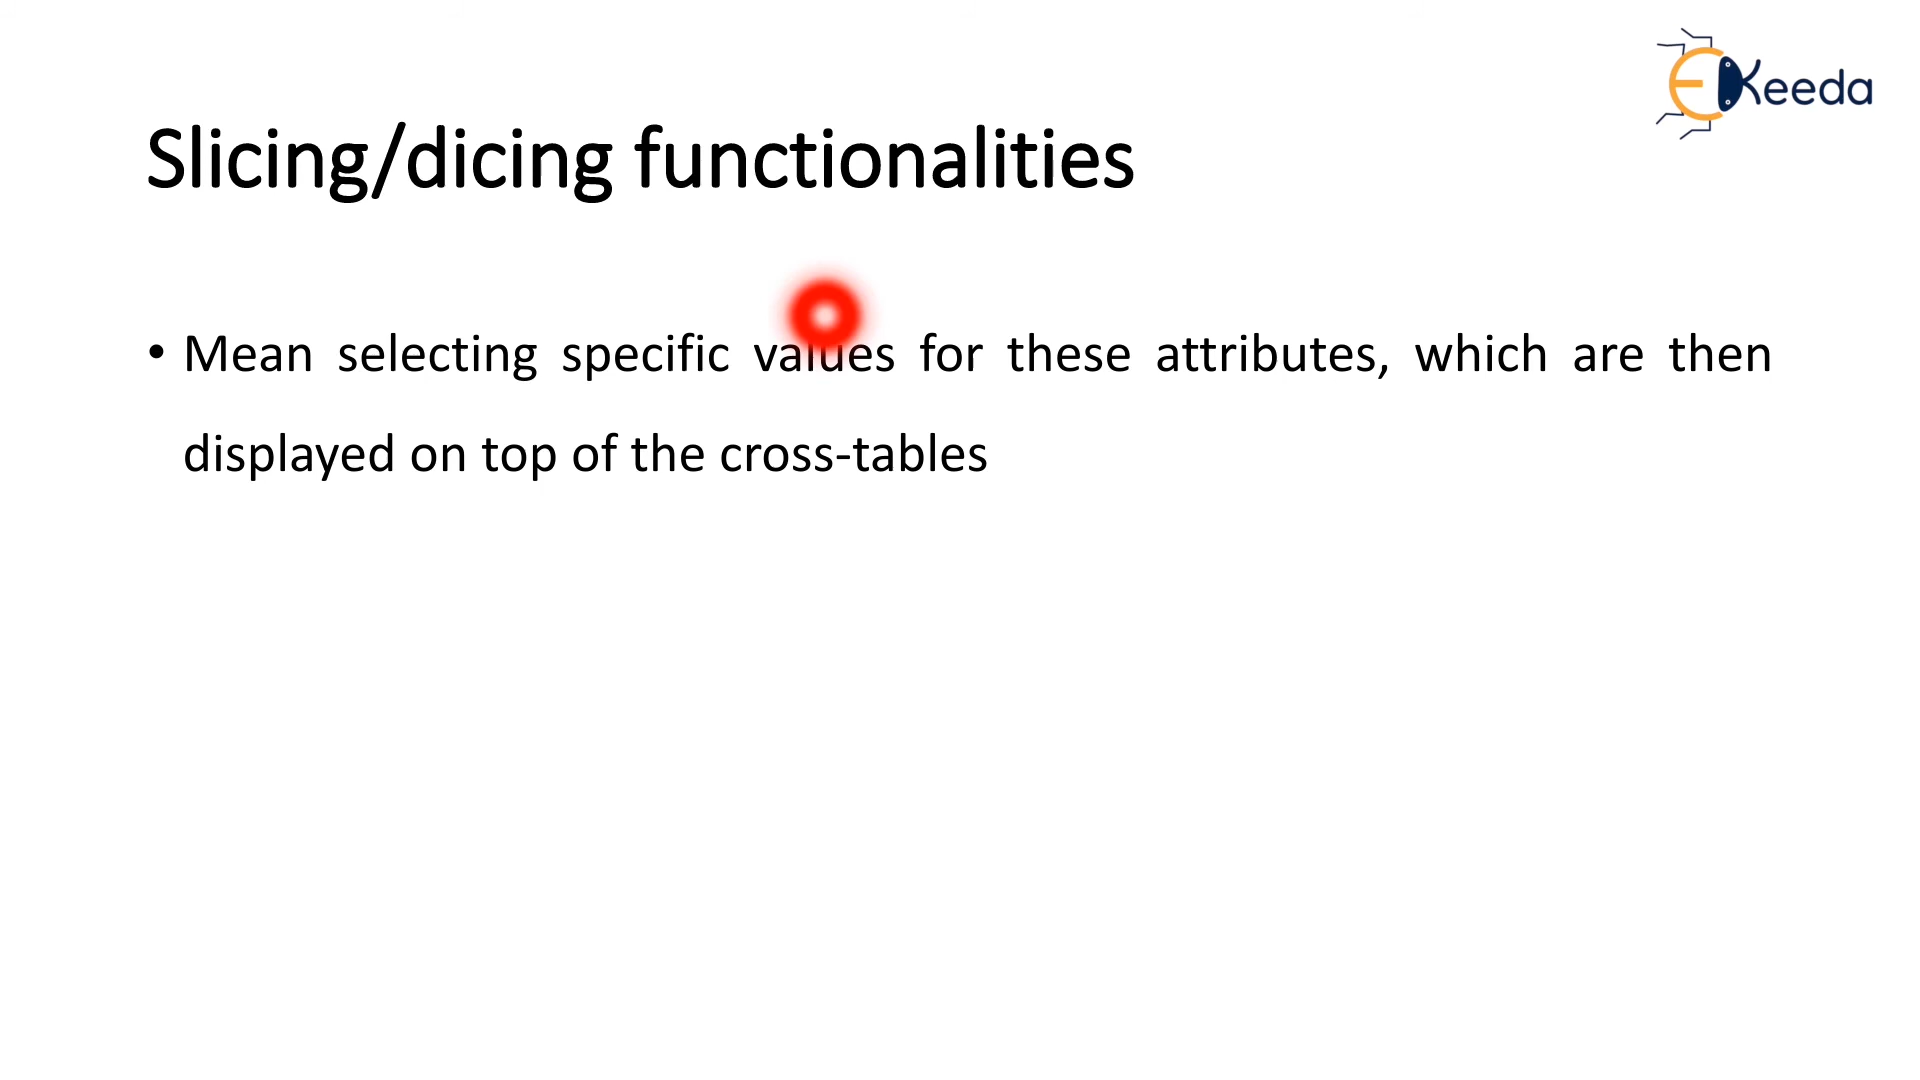 EKeeda
Slicing/dicing functionalities
• Mean selecting specific values for these attributes, which are then
displayed on top of the cross-tables